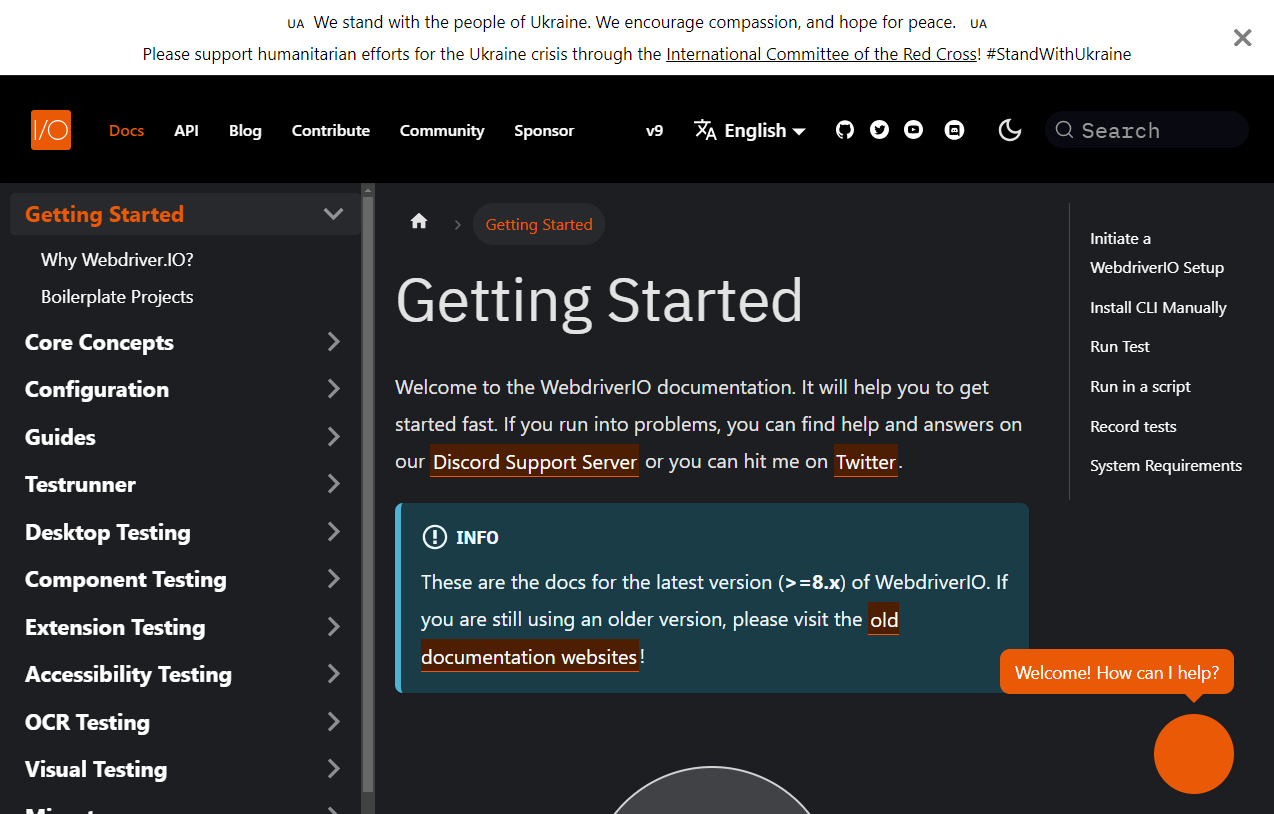 UA We stand with the people of Ukraine. We encourage compassion, and hope for peace. UA
Please support humanitarian efforts for the Ukraine crisis through the International Committee of the Red Cross! #StandWithUkraine
I/O Docs API Blog Contribute Community Sponsor v9 English Search
Getting Started
Why Webdriver.IO?
Boilerplate Projects
Core Concepts
Configuration
Guides
Testrunner
Desktop Testing
Component Testing
Extension Testing
Accessibility Testing
OCR Testing
Visual Testing
Getting Started
Getting Started
Welcome to the WebdriverIO documentation. It will help you to get
started fast. If you run into problems, you can find help and answers on
our Discord Support Server or you can hit me on Twitter.
INFO
These are the docs for the latest version (>=8.x) of WebdriverIO. If
you are still using an older version, please visit the old
documentation websites!
Initiate a
WebdriverIO Setup
Install CLI Manually
Run Test
Run in a script
Record tests
System Requirements
Welcome! How can I help?